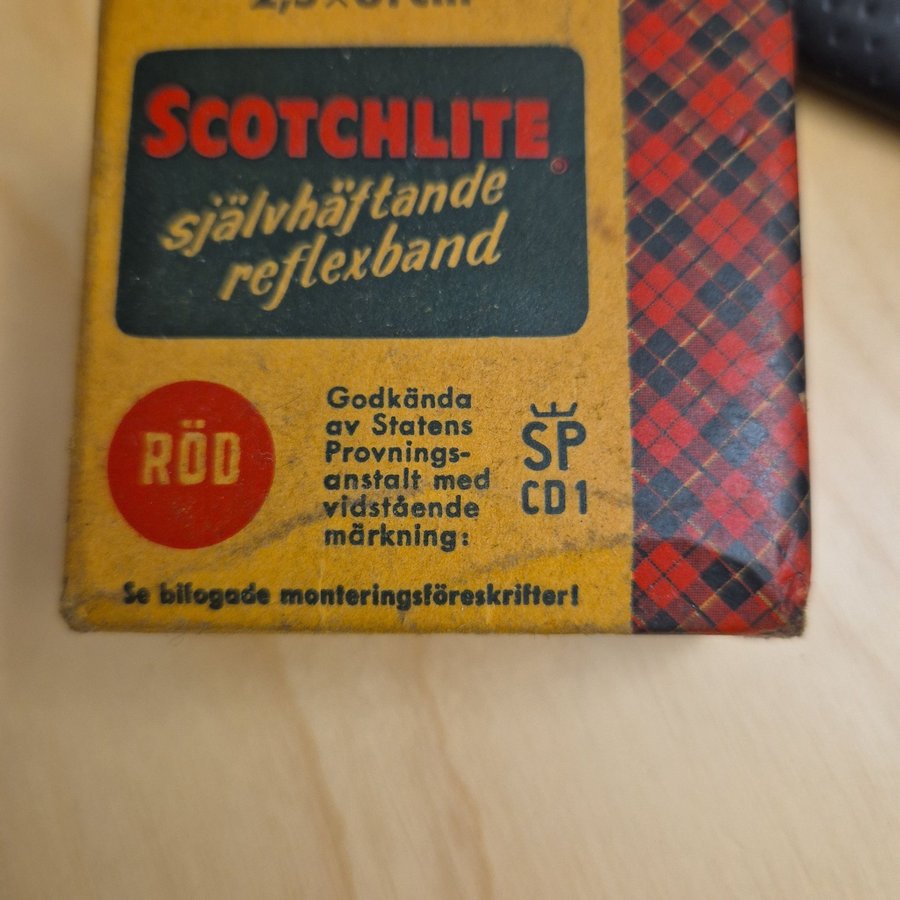 SCOTCHLITE
självhäftande
reflexband
RÖD
Godkända
av Statens
Provnings-
anstalt med
vidstående
märkning:
SP
CD1
Se bifogade monteringsföreskrifter!